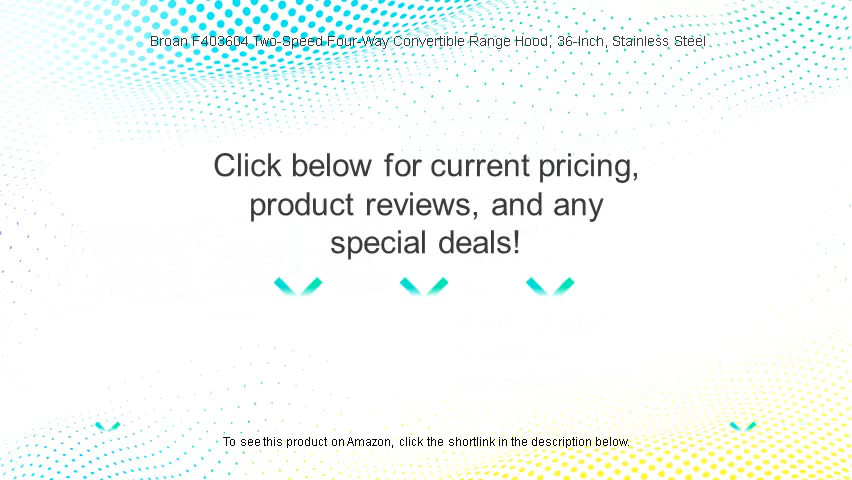 Broan F403604 Two-Speed Four-Way Convertible Range Hood, 36-Inch, Stainless Steel
Click below for current pricing,
product reviews, and any
special deals!
To see this product on Amazon, click the shortlink in the description below.